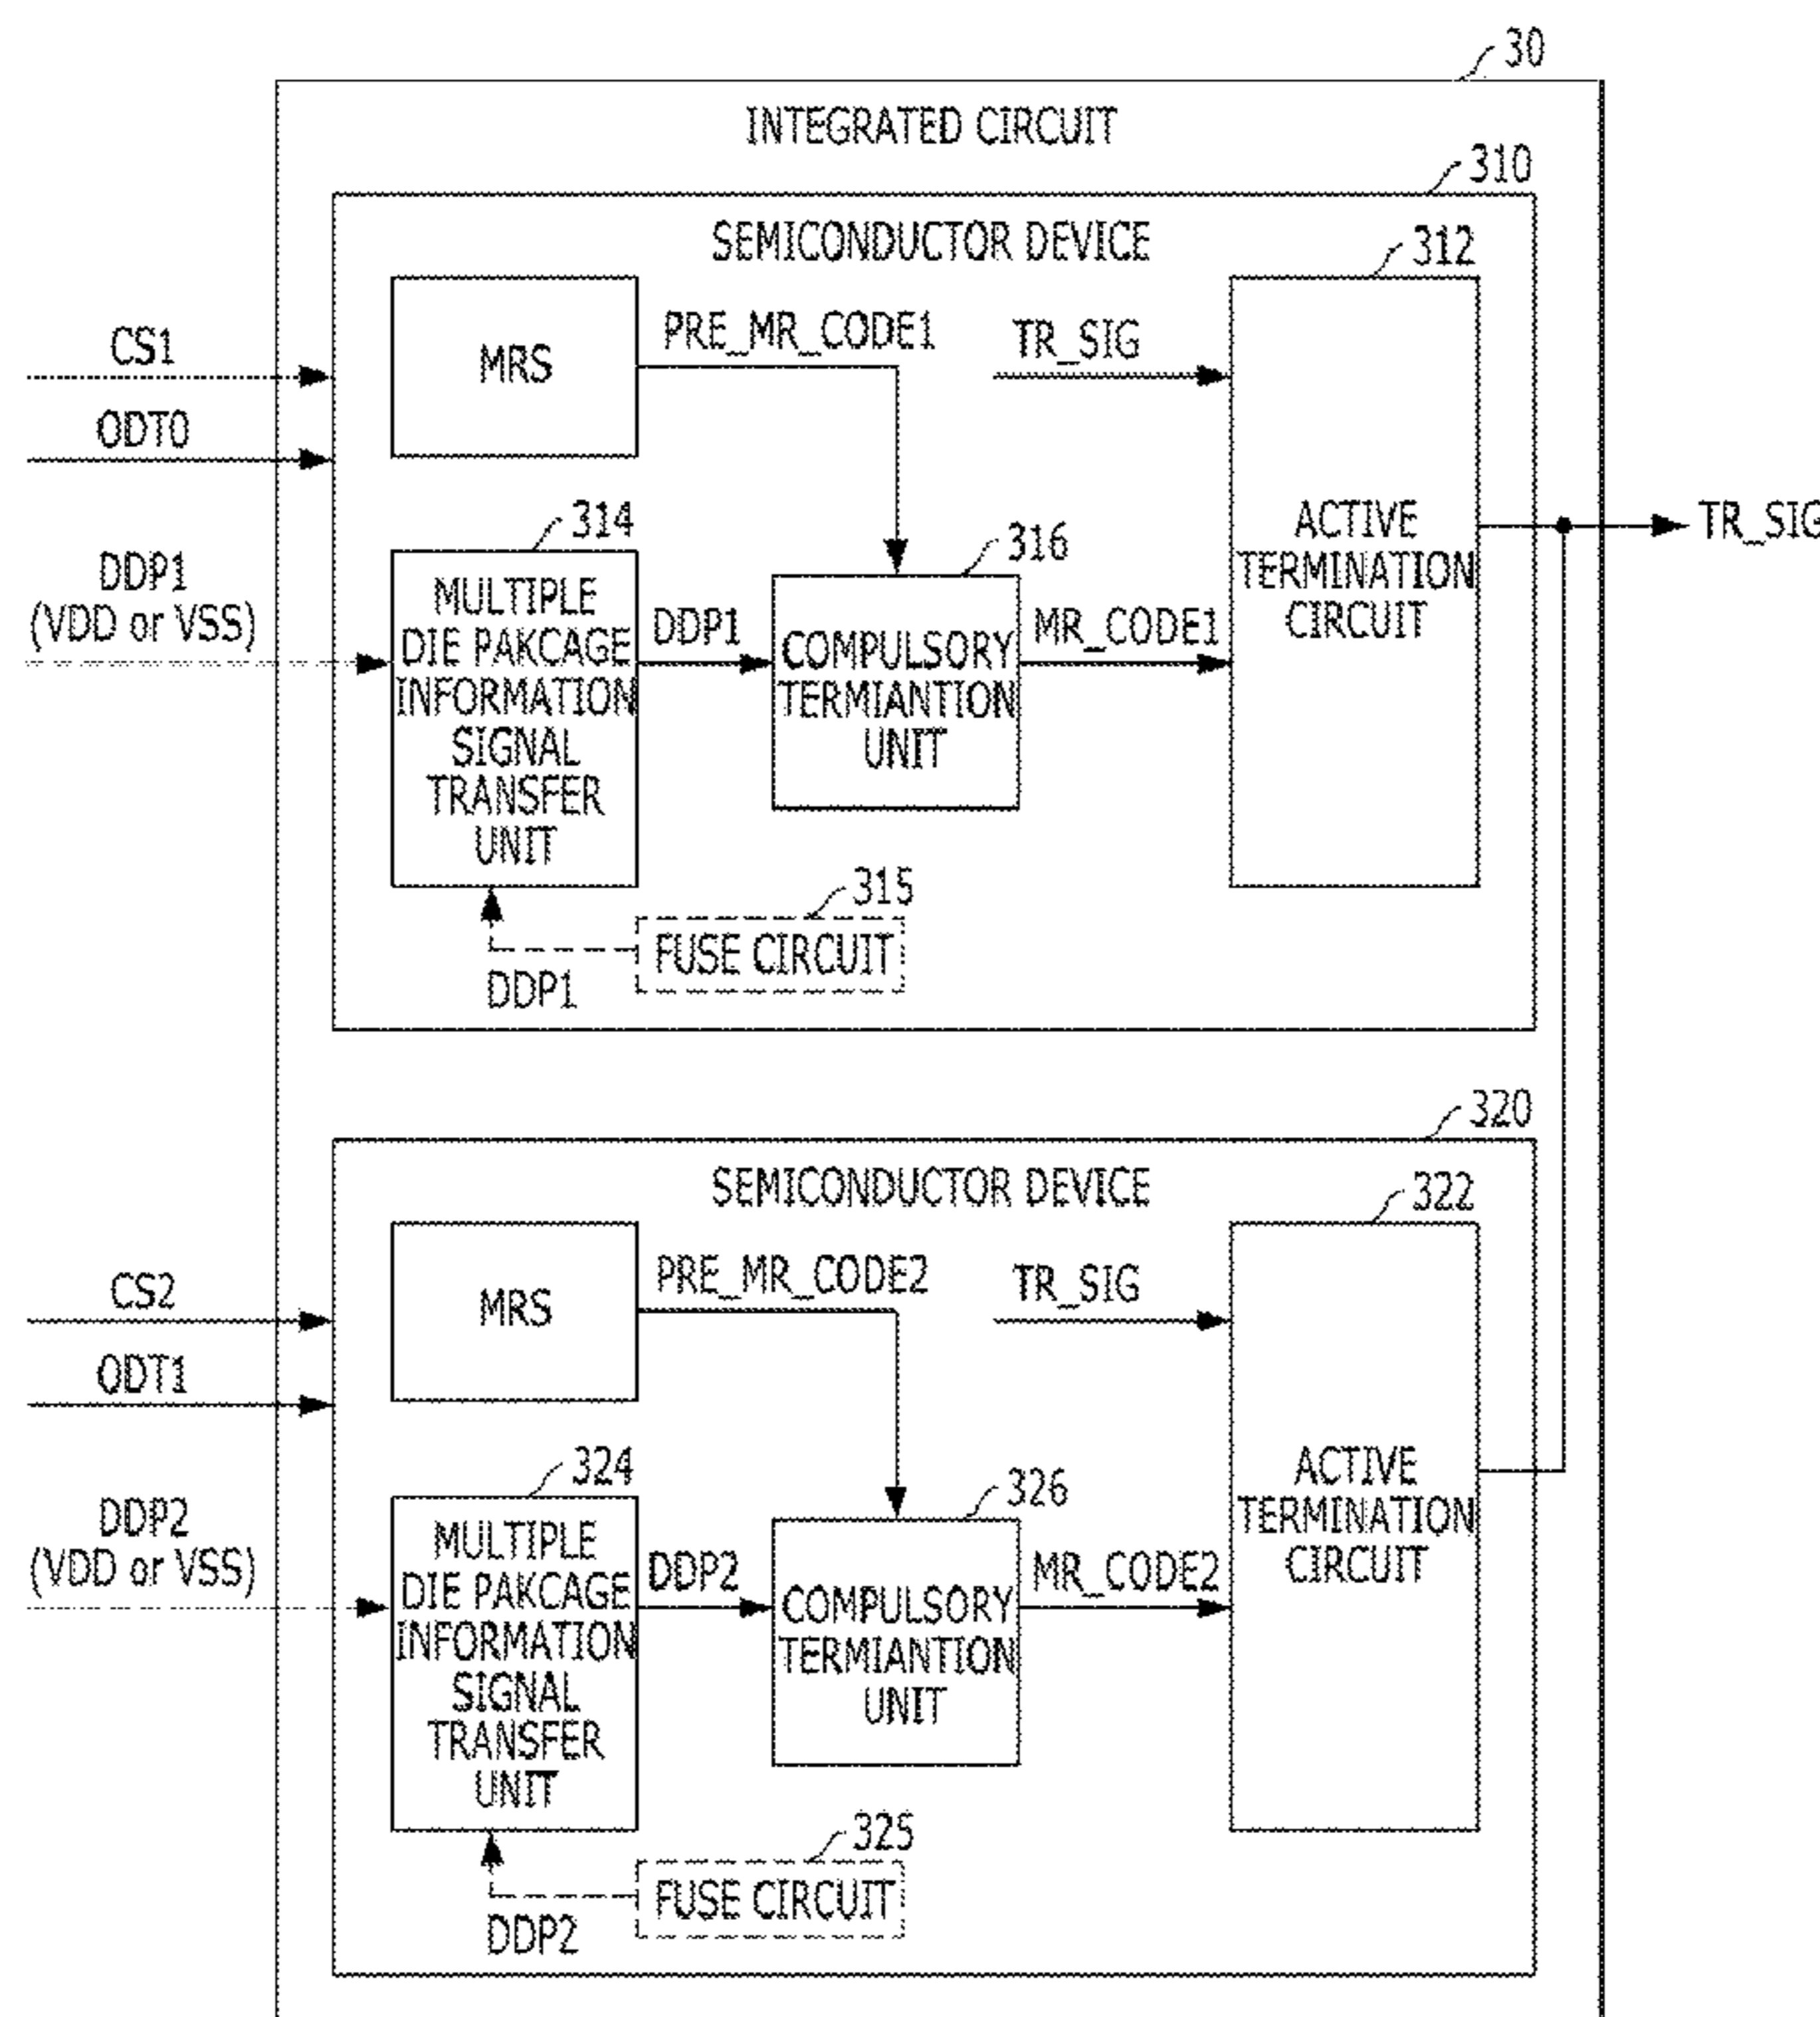 30
INTEGRATED CIRCUIT
310
SEMICONDUCTOR DEVICE
312
CS1
MRS
PRE_MR_CODE1
TR_SIG
ODT0
314
316
ACTIVE
TERMINATION
CIRCUIT
TR_SIG
DDP1
(VDD or VSS)
MULTIPLE
DIE PAKCAGE
INFORMATION
SIGNAL
TRANSFER
UNIT
DDP1
COMPULSORY
TERMIANTION
UNIT
MR_CODE1
315
FUSE CIRCUIT
DDP1
320
SEMICONDUCTOR DEVICE
322
CS2
MRS
PRE_MR_CODE2
TR_SIG
ODT1
324
326
ACTIVE
TERMINATION
CIRCUIT
DDP2
(VDD or VSS)
MULTIPLE
DIE PAKCAGE
INFORMATION
SIGNAL
TRANSFER
UNIT
DDP2
COMPULSORY
TERMIANTION
UNIT
MR_CODE2
325
FUSE CIRCUIT
DDP2